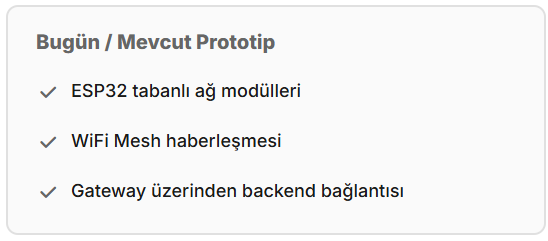 Bugün / Mevcut Prototip
ESP32 tabanlı ağ modülleri
WiFi Mesh haberleşmesi
Gateway üzerinden backend bağlantısı